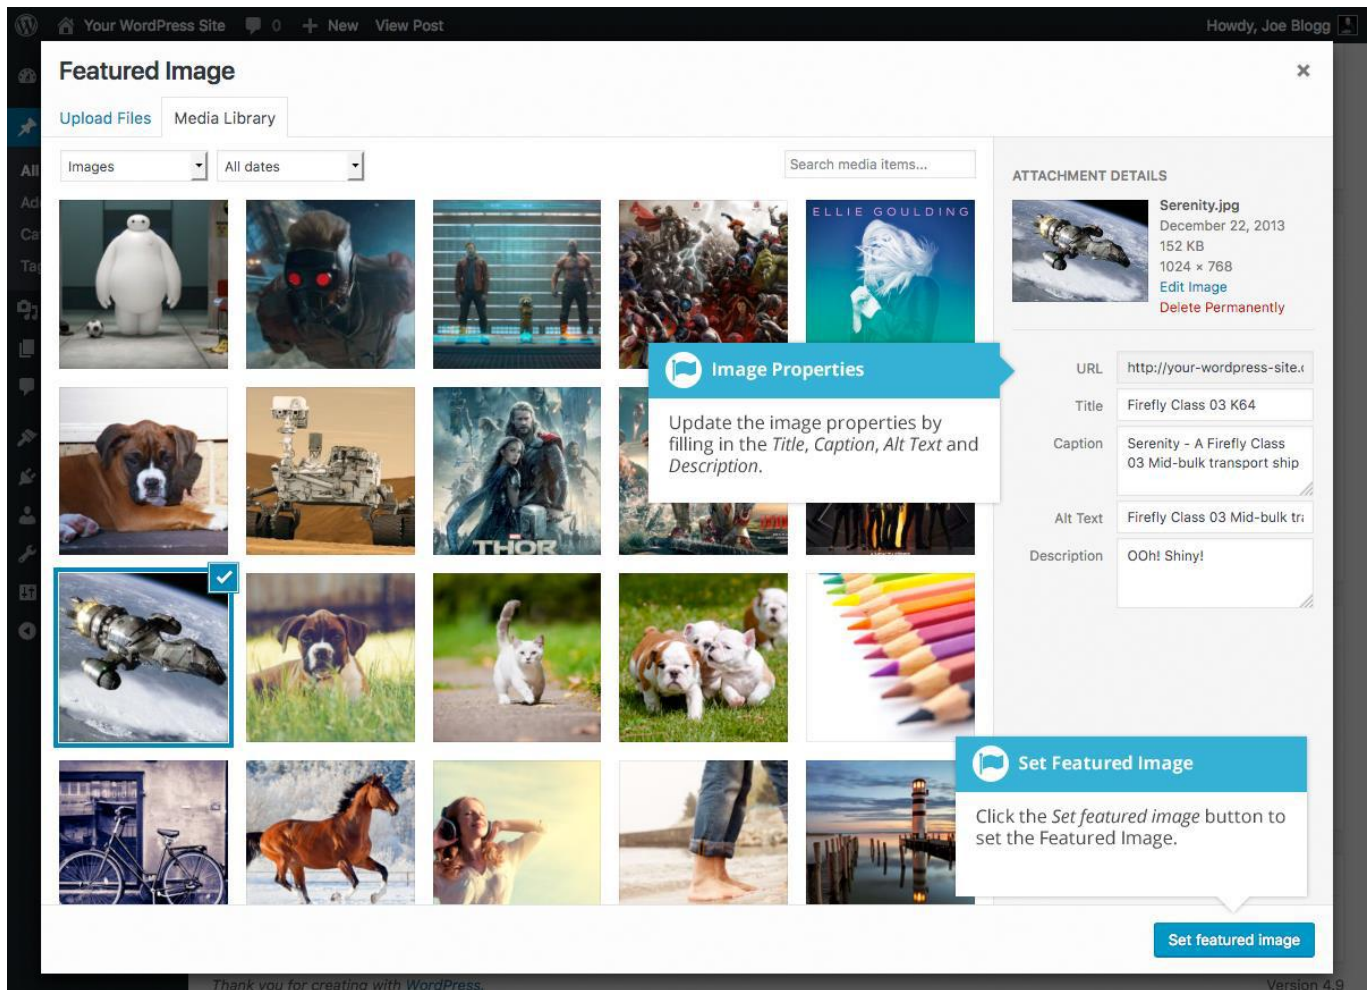 Your WordPress Site 0 New View Post Howdy, Joe Blogg
Featured Image
Upload Files Media Library
Images All dates Search media items...
All
ELLIE GOULDING
THOR
ATTACHMENT DETAILS
Serenity.jpg
December 22, 2013
152 KB
1024 × 768
Edit Image
Delete Permanently
Image Properties
Update the image properties by
filling in the Title, Caption, Alt Text and
Description.
URL http://your-wordpress-site.
Title Firefly Class 03 K64
Caption Serenity - A Firefly Class
03 Mid-bulk transport ship
Alt Text Firefly Class 03 Mid-bulk
Description OOh! Shiny!
Set Featured Image
Click the Set featured image button to
set the Featured Image.
Set featured image
Thank you for creating with WordPress. Version 4.9